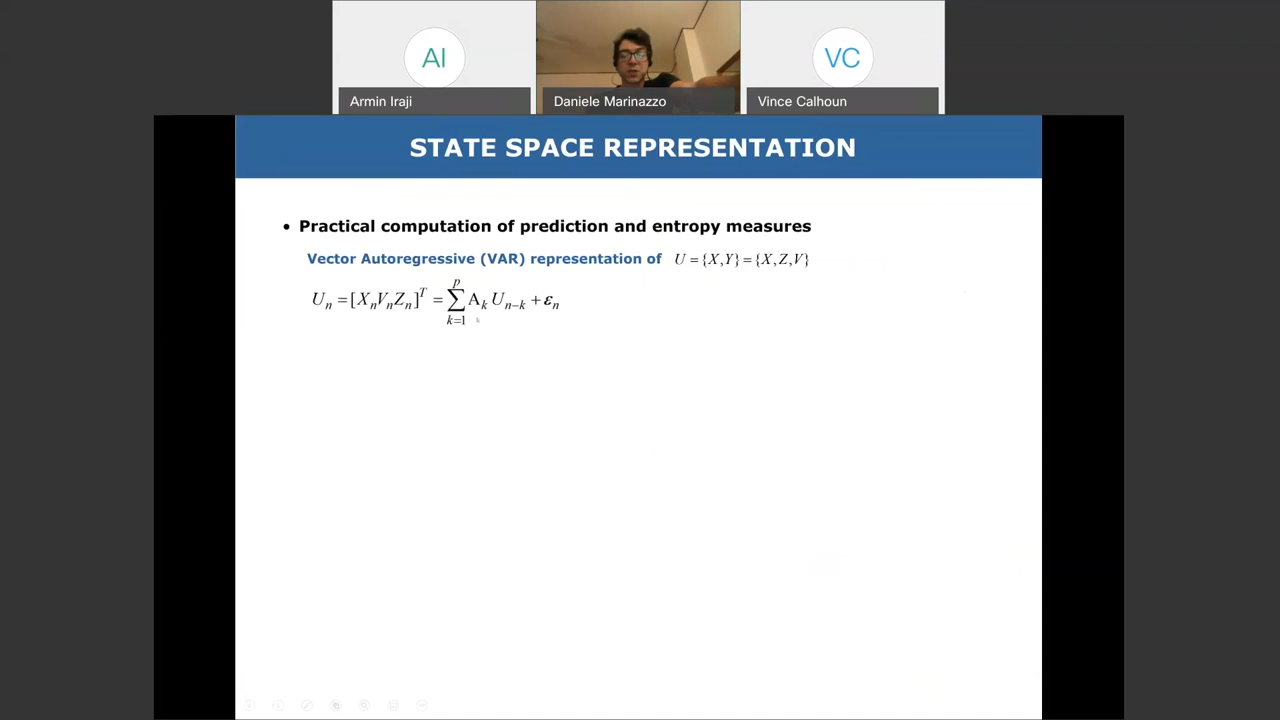 AI
VC
Armin Iraji
Daniele Marinazzo
Vince Calhoun
STATE SPACE REPRESENTATION
• Practical computation of prediction and entropy measures
Vector Autoregressive (VAR) representation of U = {X,Y} = {X,Z,V}
U_n = [X_n V_n Z_n]^T = ∑_{k=1}^{p} A_k U_{n−k} + ε_n